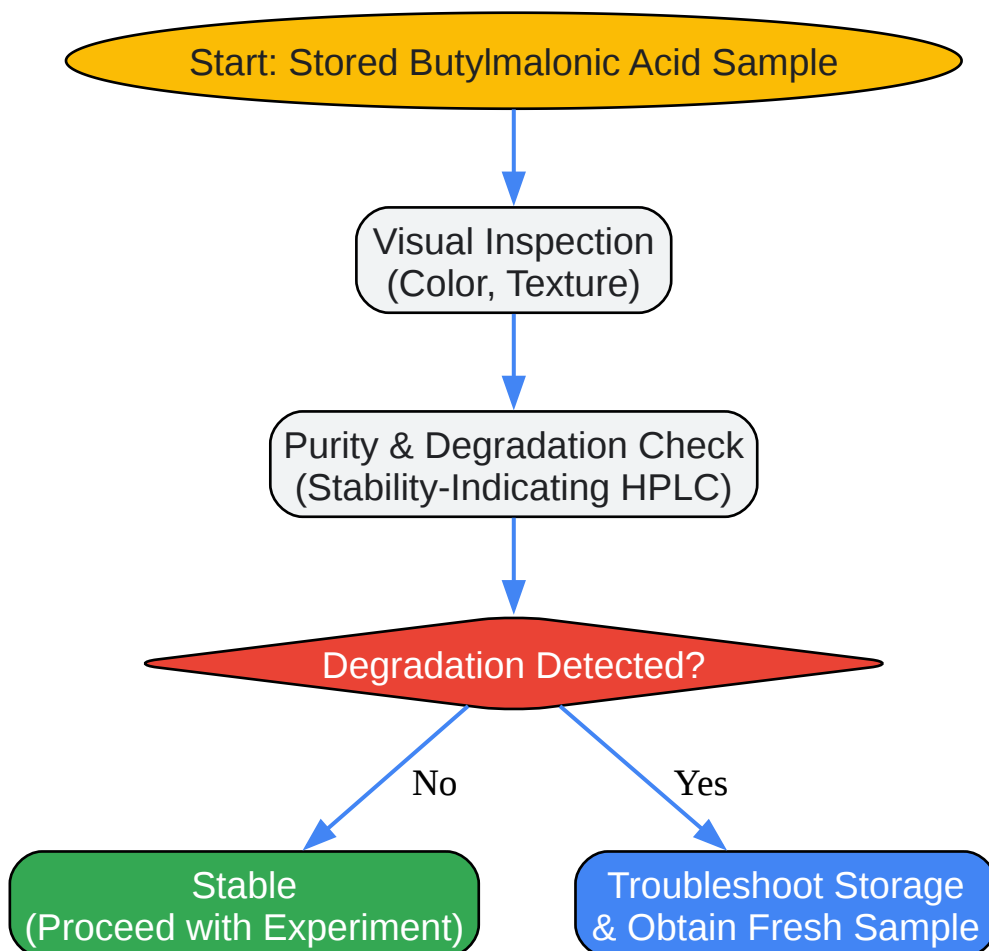 Start: Stored Butylmalonic Acid Sample
Visual Inspection
(Color, Texture)
Purity & Degradation Check
(Stability-Indicating HPLC)
Degradation Detected?
No
Yes
Stable
(Proceed with Experiment)
Troubleshoot Storage
& Obtain Fresh Sample